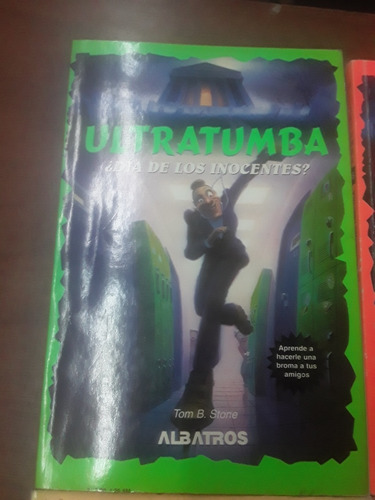 ULTRATUMBA
¿DÍA DE LOS INOCENTES?
Aprende a
hacerle una
broma a tus
amigos
Tom B. Stone
ALBATROS